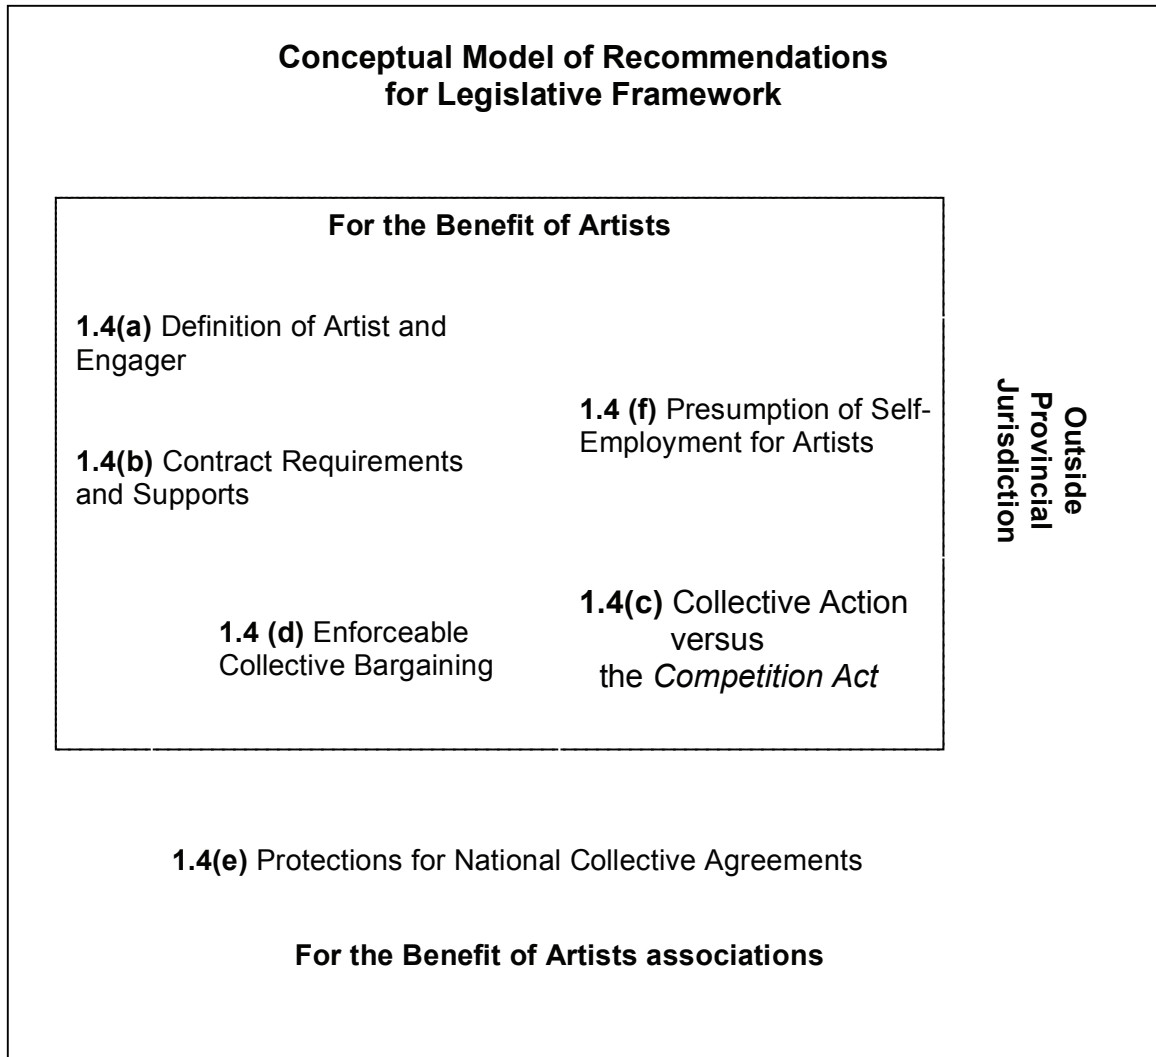 Conceptual Model of Recommendations
for Legislative Framework
For the Benefit of Artists
1.4(a) Definition of Artist and
Engager
1.4 (f) Presumption of Self-
Employment for Artists
1.4(b) Contract Requirements
and Supports
1.4(c) Collective Action
versus
the Competition Act
1.4 (d) Enforceable
Collective Bargaining
Outside
Provincial
Jurisdiction
1.4(e) Protections for National Collective Agreements
For the Benefit of Artists associations